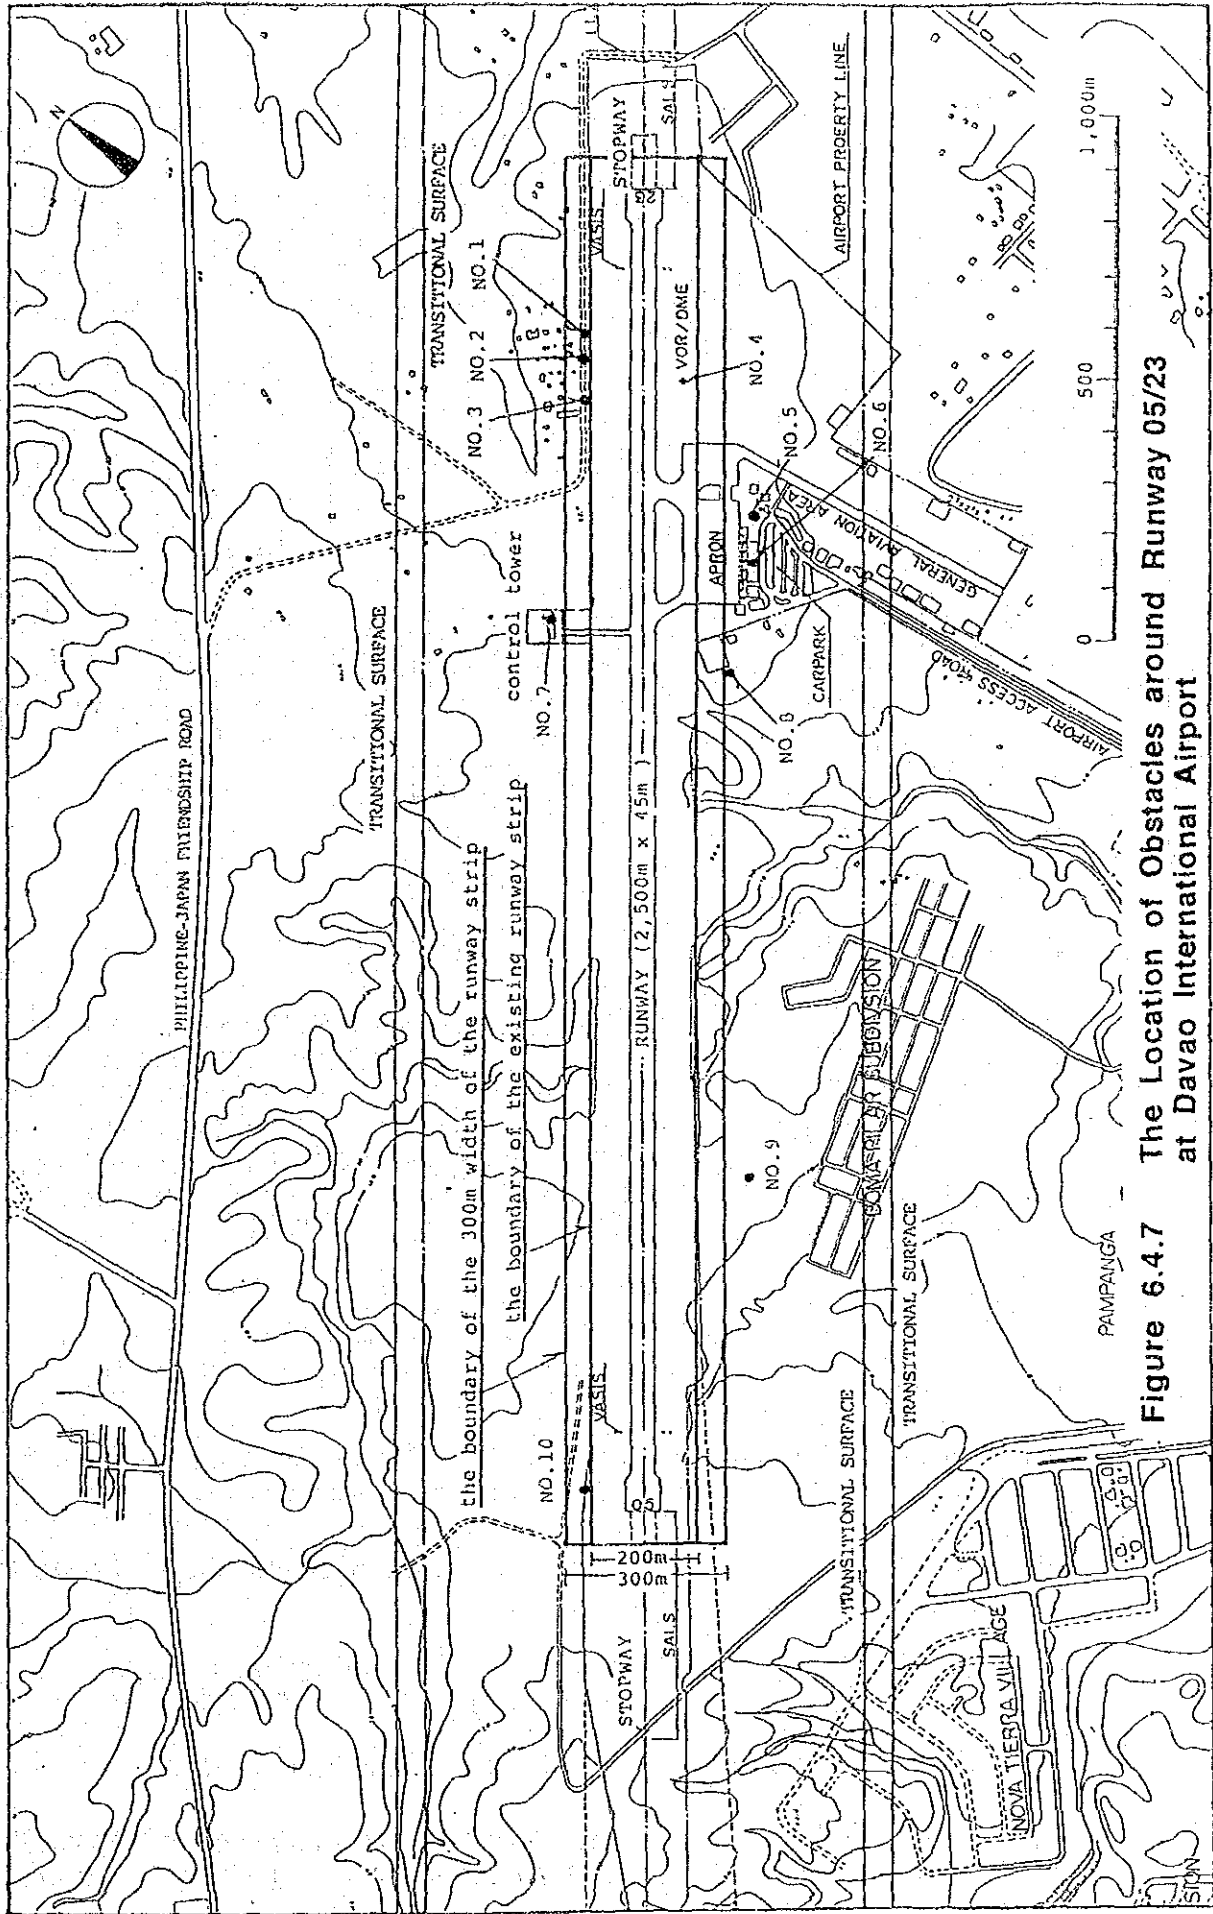 N
PHILIPPINE-JAPAN FRIENDSHIP ROAD
TRANSITIONAL SURFACE
TRANSITIONAL SURFACE
the boundary of the 300m width of the runway strip
the boundary of the existing runway strip
control tower
NO.7
NO.3
NO.2
NO.1
NO.10
VASIS
VASIS
STOPWAY
SALS
05
23
RUNWAY (2,500m x 45m)
200m
300m
STOPWAY
SALS
VOR/DME
NO.4
NO.5
NO.6
NO.8
NO.9
APRON
CARPARK
GENERAL AVIATION AREA
AIRPORT ACCESS ROAD
AIRPORT PROERTY LINE
TRANSITIONAL SURFACE
TRANSITIONAL SURFACE
SUBDIVISION
NOVA TIERRA VILLAGE
PAMPANGA
SION
0
500
1,000m
Figure 6.4.7 The Location of Obstacles around Runway 05/23
at Davao International Airport